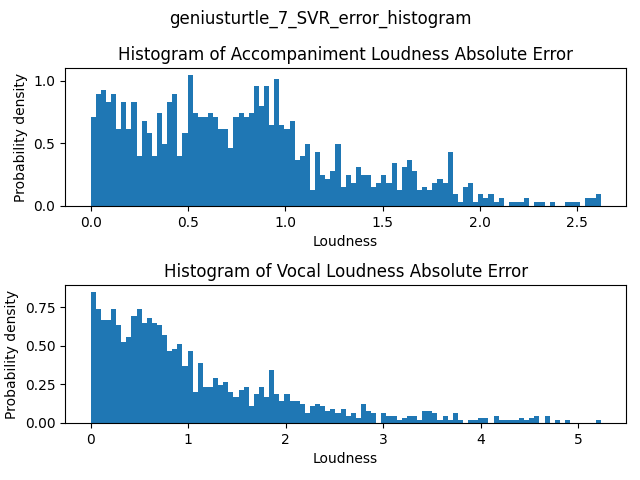 geniusturtle_7_SVR_error_histogram
Histogram of Accompaniment Loudness Absolute Error
Probability density
1.0
0.5
0.0
0.0 0.5 1.0 1.5 2.0 2.5
Loudness
Histogram of Vocal Loudness Absolute Error
Probability density
0.75
0.50
0.25
0.00
0 1 2 3 4 5
Loudness